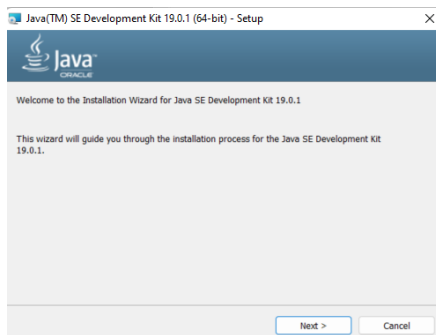 Java(TM) SE Development Kit 19.0.1 (64-bit) - Setup
Java
ORACLE
Welcome to the Installation Wizard for Java SE Development Kit 19.0.1
This wizard will guide you through the installation process for the Java SE Development Kit
19.0.1.
Next >
Cancel